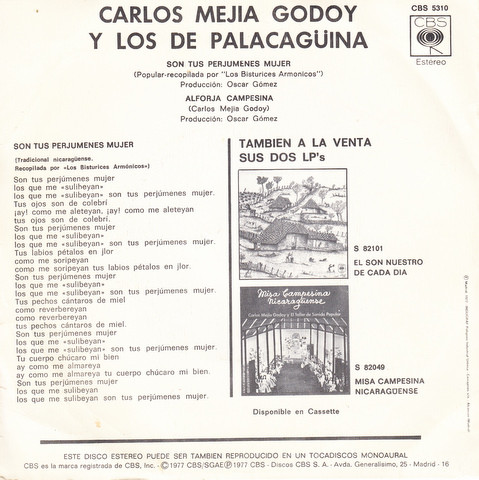 CARLOS MEJIA GODOY
Y LOS DE PALACAGÜINA
CBS 5310
CBS
Estéreo
SON TUS PERJUMENES MUJER
(Popular-recopilada por "Los Bisturices Armonicos")
Producción: Oscar Gómez
ALFORJA CAMPESINA
(Carlos Mejia Godoy)
Producción: Oscar Gómez
SON TUS PERJUMENES MUJER
(Tradicional nicaragüense.
Recopilada por «Los Bisturices Armónicos»)
Son tus perjúmenes mujer
los que me «sulibeyan»
los que me «sulibeyan» son tus perjúmenes mujer.
Tus ojos son de colebrí
¡ay! como me aleteyan, ¡ay! como me aleteyan
tus ojos son de colebrí.
Son tus perjúmenes mujer
los que me «sulibeyan»
los que me «sulibeyan» son tus perjúmenes mujer.
Tu labios pétalos en jlor
como me soripeyan
como me soripeyan tus labios pétalos en jlor.
Son tus perjúmenes mujer
los que me «sulibeyan»
los que me «sulibeyan» son tus perjúmenes mujer.
Tus pechos cántaros de miel
como reverbereyan
como reverbereyan
tus pechos cántaros de miel.
Son tus perjúmenes mujer
los que me «sulibeyan»
los que me «sulibeyan» son tus perjúmenes mujer.
Tu cuerpo chúcaro mi bien
ay como me almareya
ay como me almareya tu cuerpo chúcaro mi bien.
Son tus perjúmenes mujer
los que me sulibeyan
los que me sulibeyan son tus perjúmenes mujer.
TAMBIEN A LA VENTA
SUS DOS LP's
S 82101
EL SON NUESTRO
DE CADA DIA
Misa Campesina
Nicaragüense
Carlos Mejía Godoy y El Taller de Sonido Popular
S 82049
MISA CAMPESINA
NICARAGUENSE
Disponible en Cassette
ESTE DISCO ESTEREO PUEDE SER TAMBIEN REPRODUCIDO EN UN TOCADISCOS MONOAURAL
CBS es la marca registrada de CBS, Inc. - © 1977 CBS/SGAE Ⓟ 1977 CBS - Discos CBS S. A. - Avda. Generalísimo, 25 - Madrid - 16